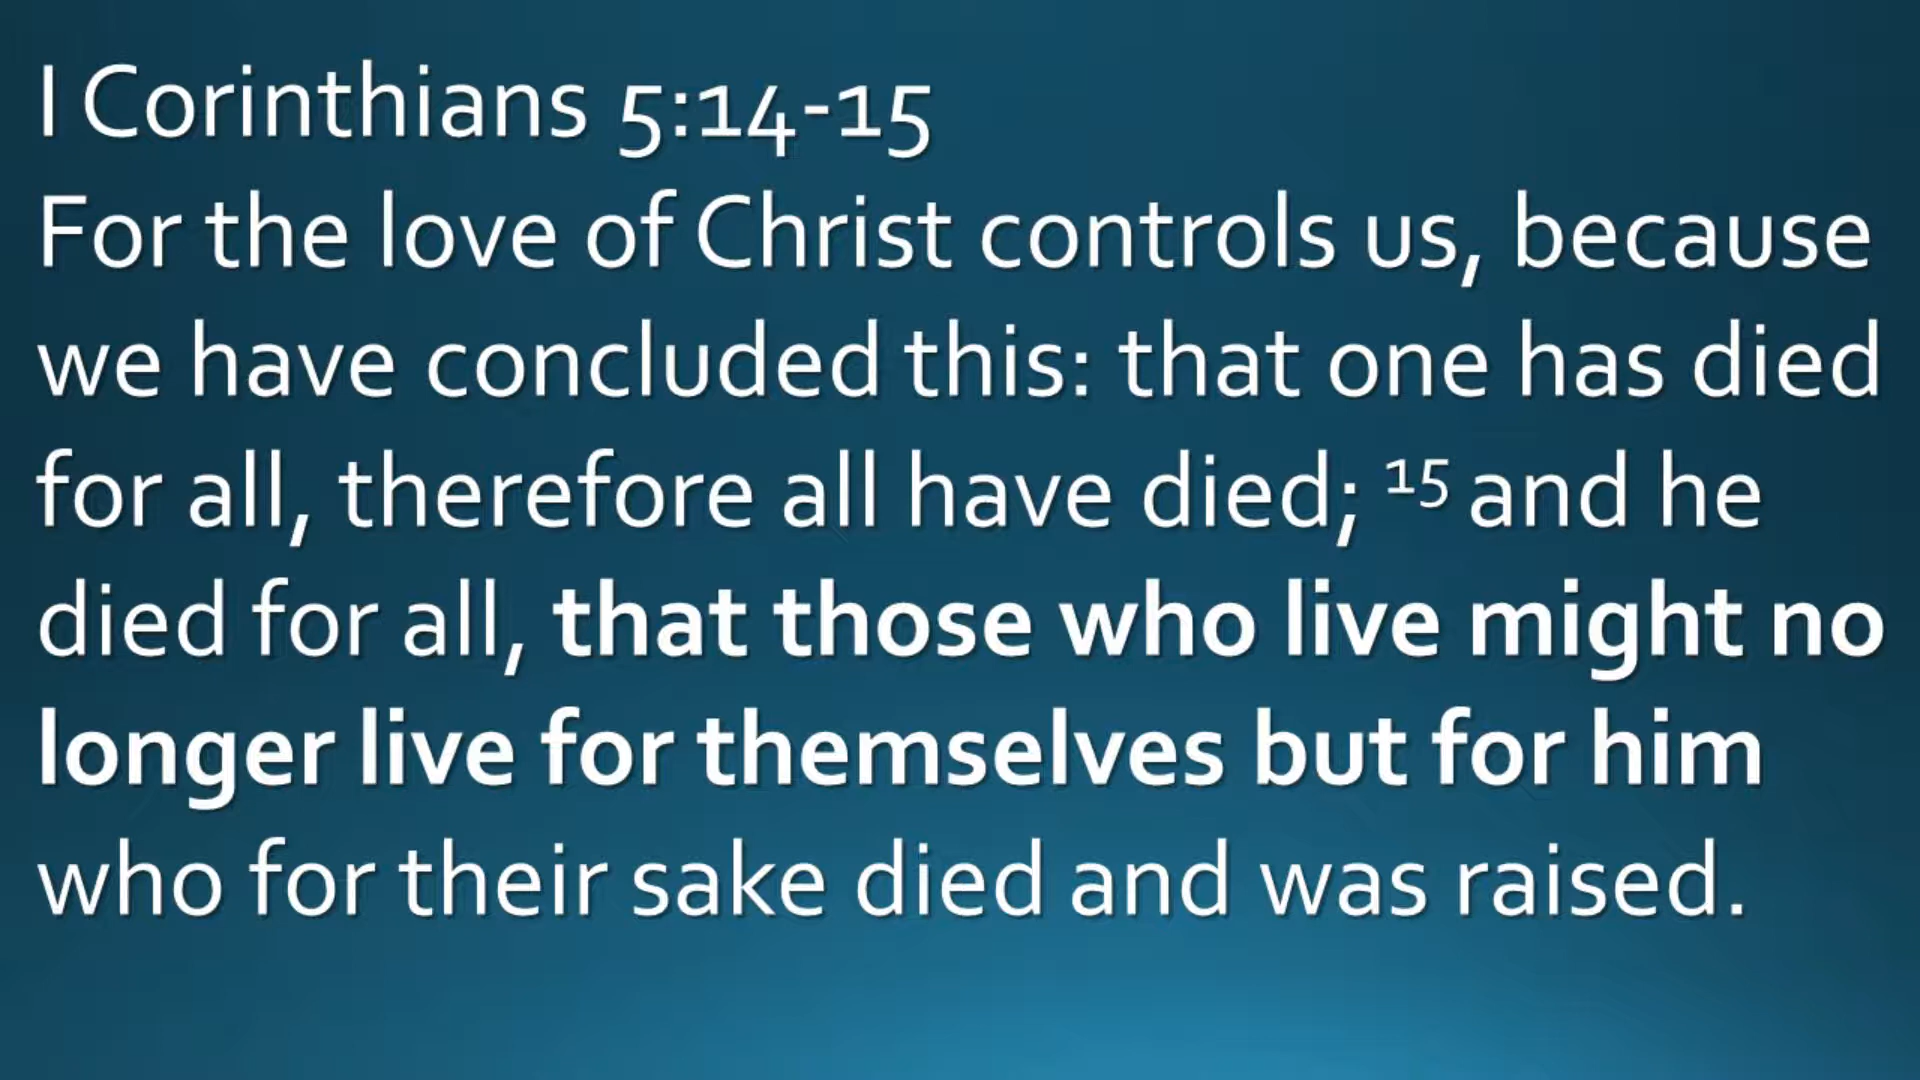 I Corinthians 5:14-15
For the love of Christ controls us, because
we have concluded this: that one has died
for all, therefore all have died; 15 and he
died for all, that those who live might no
longer live for themselves but for him
who for their sake died and was raised.